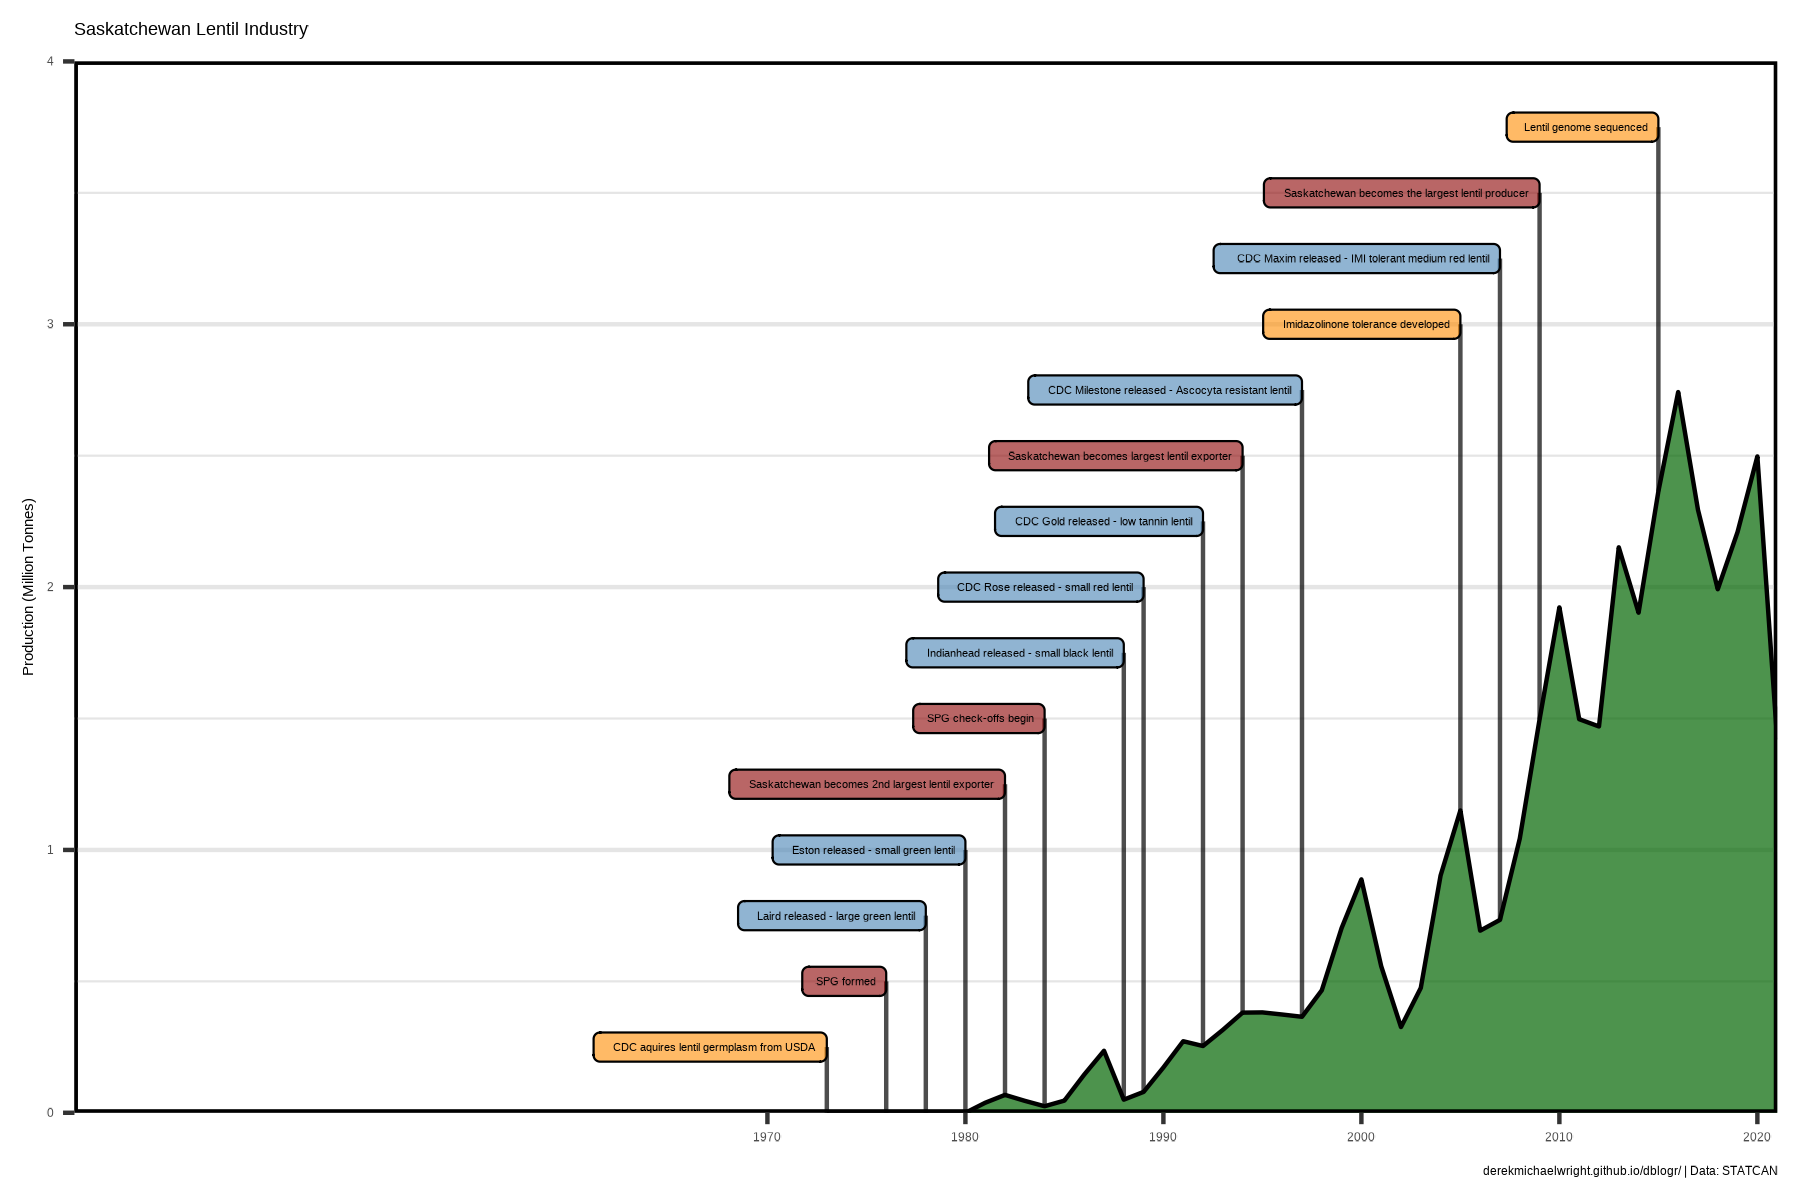 Saskatchewan Lentil Industry
4
Lentil genome sequenced
Saskatchewan becomes the largest lentil producer
CDC Maxim released - IMI tolerant medium red lentil
3
Imidazolinone tolerance developed
CDC Milestone released - Ascocyta resistant lentil
Saskatchewan becomes largest lentil exporter
CDC Gold released - low tannin lentil
2
CDC Rose released - small red lentil
Production (Million Tonnes)
Indianhead released - small black lentil
SPG check-offs begin
Saskatchewan becomes 2nd largest lentil exporter
1
Eston released - small green lentil
Laird released - large green lentil
SPG formed
CDC aquires lentil germplasm from USDA
0
1970 1980 1990 2000 2010 2020
derekmichaelwright.github.io/dblogr/ | Data: STATCAN